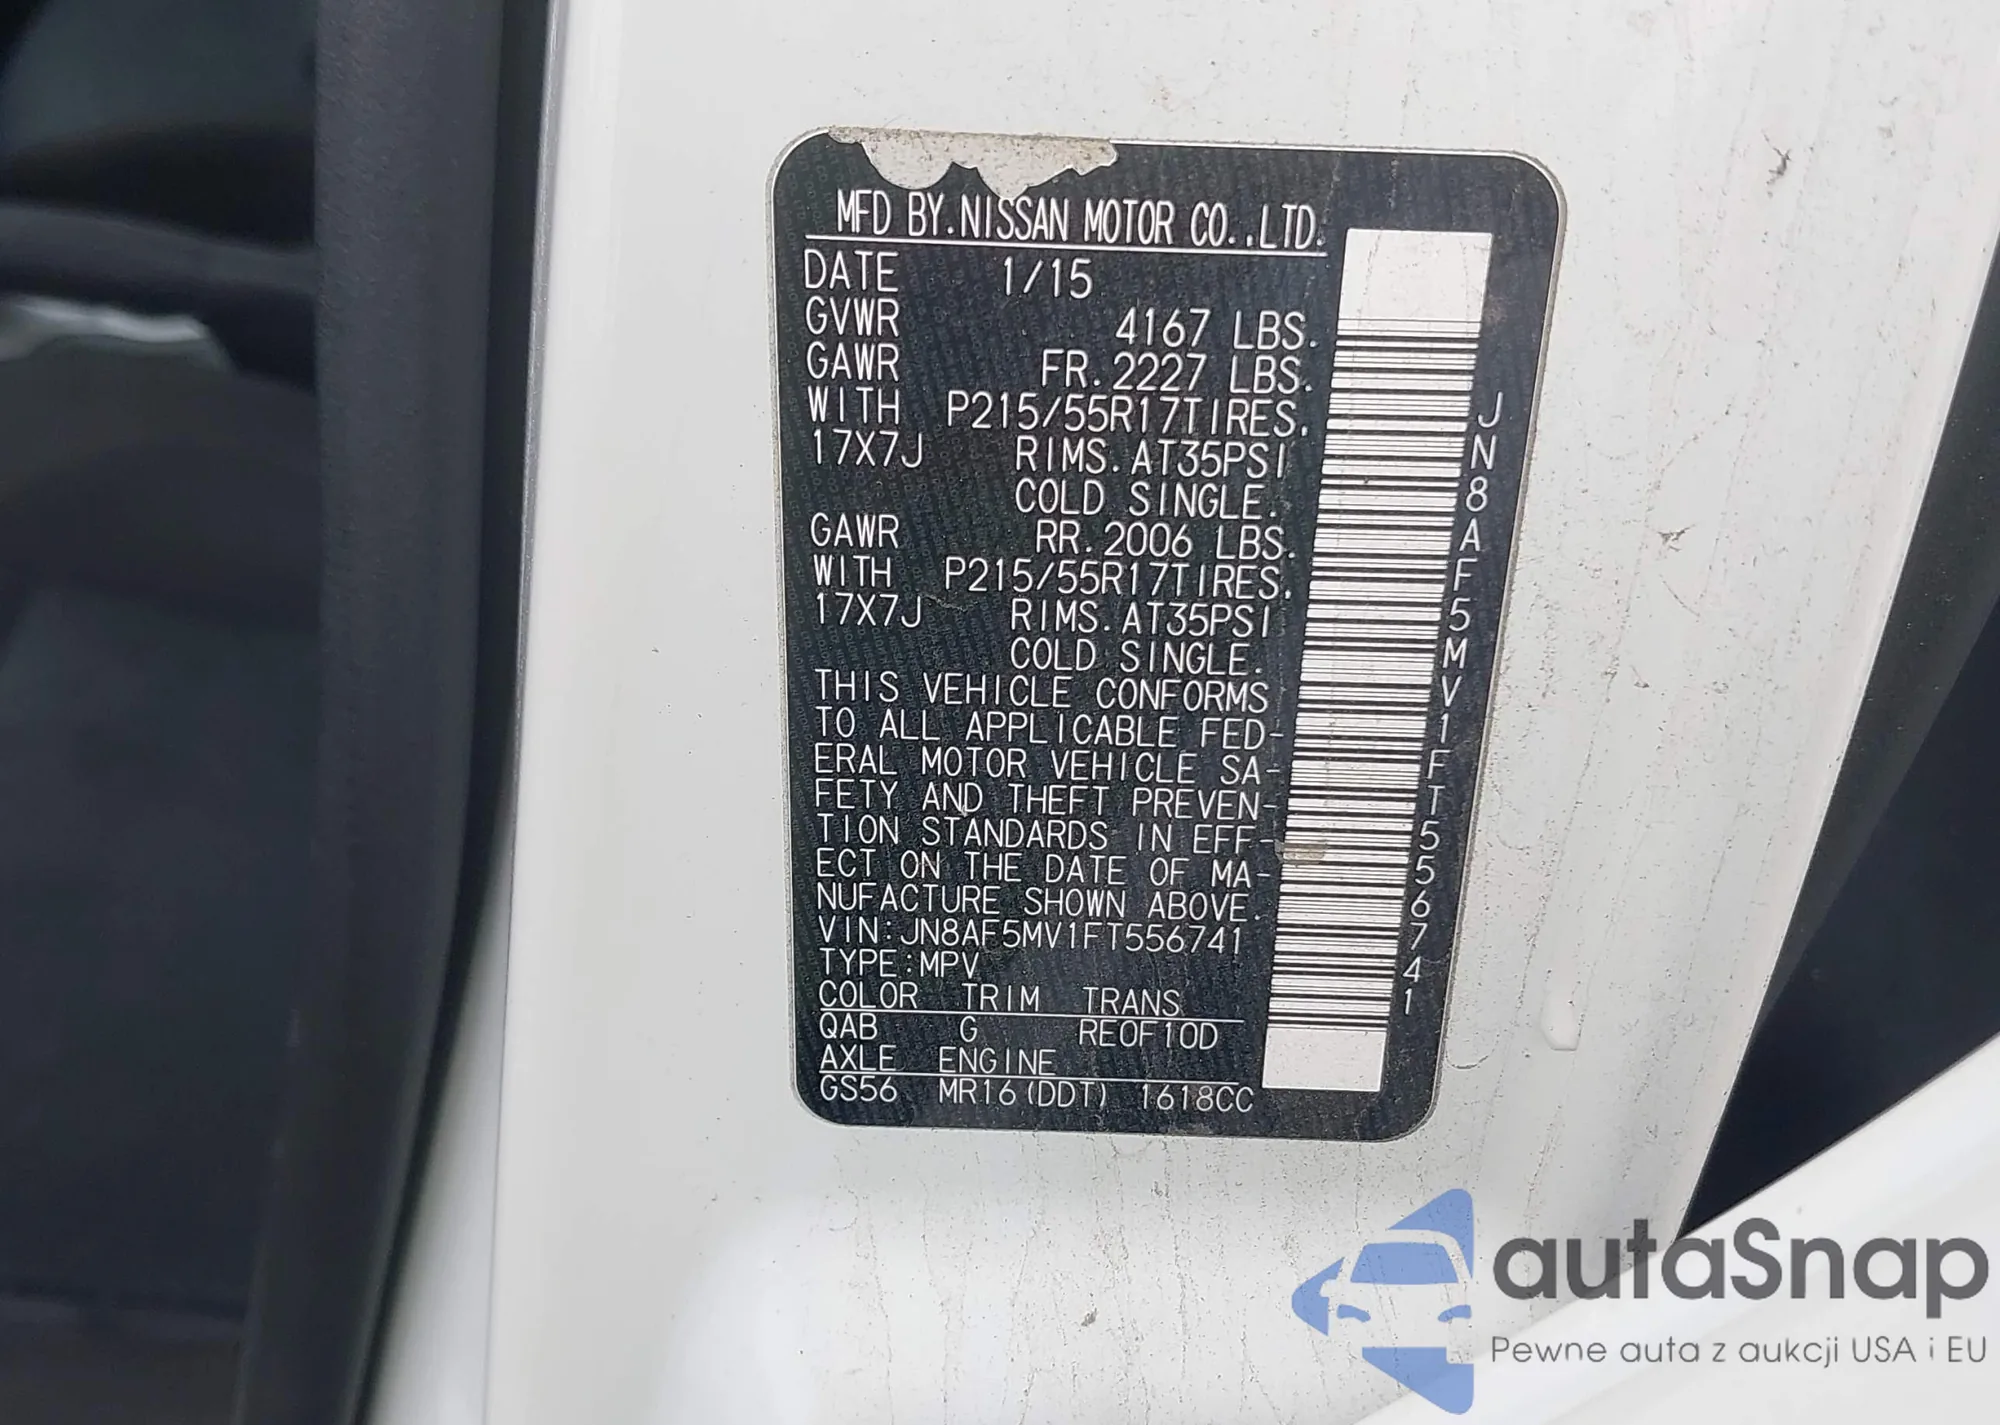 MFD BY.NISSAN MOTOR CO.,LTD.
DATE 1/15
GVWR 4167 LBS.
GAWR FR.2227 LBS.
WITH P215/55R17TIRES.
17X7J RIMS.AT35PSI
COLD SINGLE.
GAWR RR.2006 LBS.
WITH P215/55R17TIRES.
17X7J RIMS.AT35PSI
COLD SINGLE.
THIS VEHICLE CONFORMS
TO ALL APPLICABLE FED-
ERAL MOTOR VEHICLE SA-
FETY AND THEFT PREVEN-
TION STANDARDS IN EFF-
ECT ON THE DATE OF MA-
NUFACTURE SHOWN ABOVE.
VIN:JN8AF5MV1FT556741
TYPE:MPV
COLOR TRIM TRANS
QAB G RE0F10D
AXLE ENGINE
GS56 MR16(DDT) 1618CC
JN8AF5MV1FT556741
autaSnap
Pewne auta z aukcji USA i EU